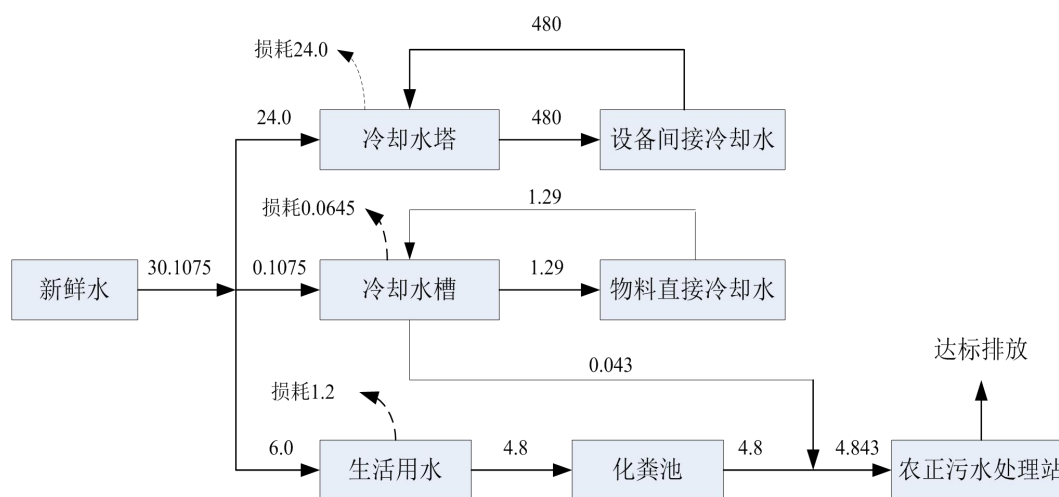 480
损耗24.0
24.0
冷却水塔
480
设备间接冷却水
1.29
损耗0.0645
新鲜水
30.1075
0.1075
冷却水槽
1.29
物料直接冷却水
0.043
达标排放
损耗1.2
6.0
生活用水
4.8
化粪池
4.8
4.843
农正污水处理站